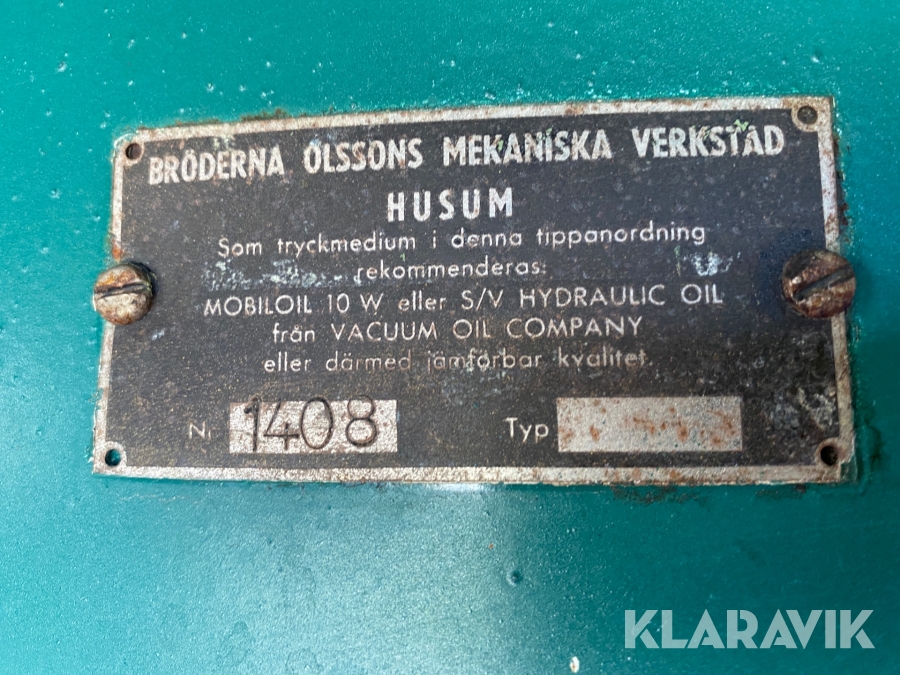 BRÖDERNA OLSSONS MEKANISKA VERKSTAD
HUSUM
Som tryckmedium i denna tippanordning
rekommenderas:
MOBILOIL 10 W eller S/V HYDRAULIC OIL
från VACUUM OIL COMPANY
eller därmed jämförbar kvalitet.
Nr 1408 Typ
KLARAVIK